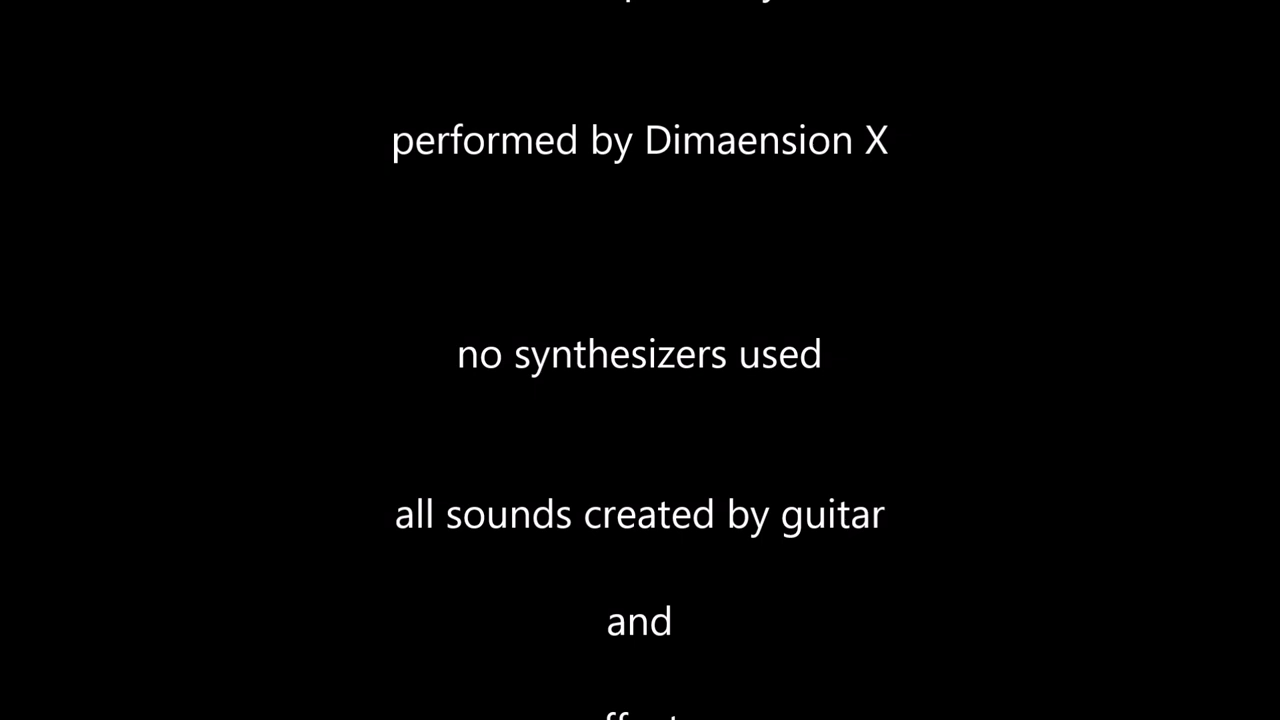 performed by Dimaension X
no synthesizers used
all sounds created by guitar
and